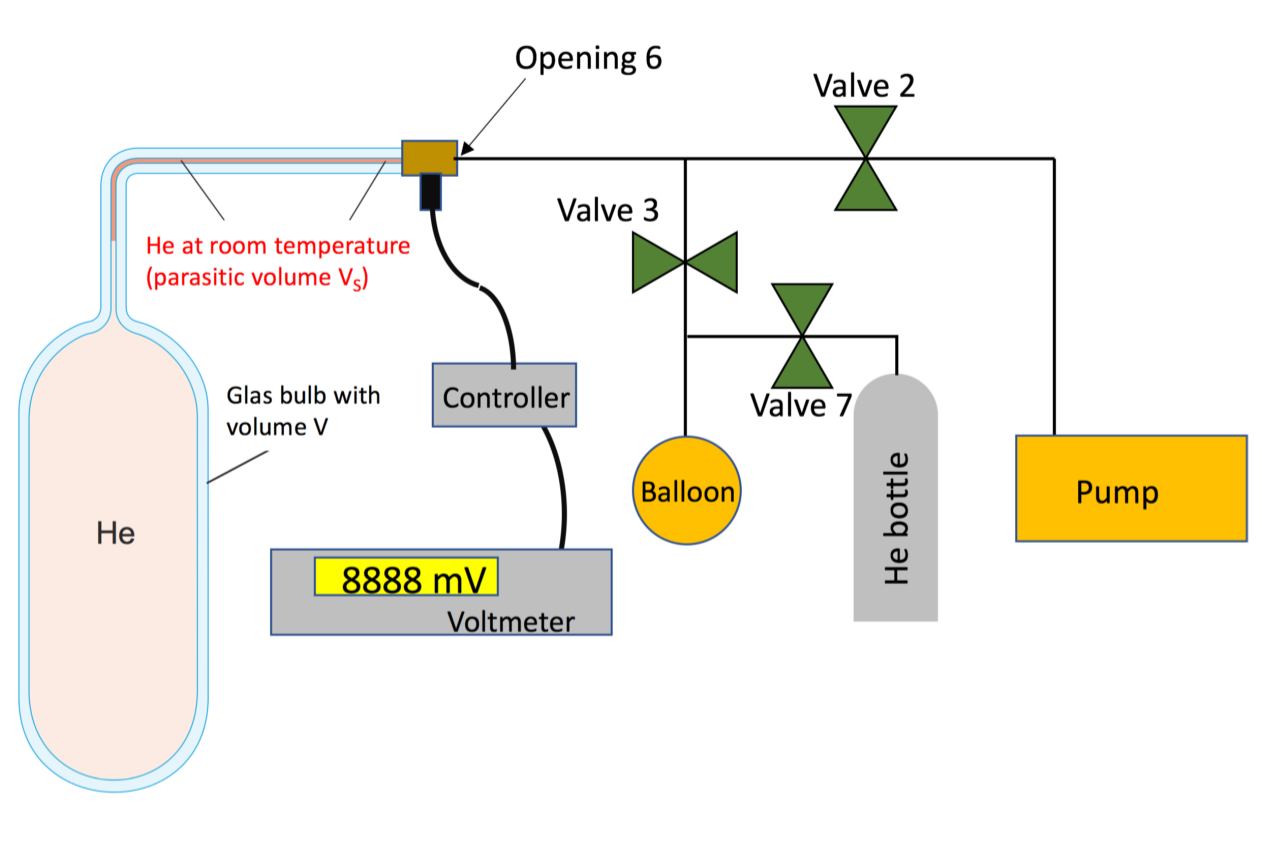 Opening 6
Valve 2
Valve 3
He at room temperature
(parasitic volume VS)
Valve 7
Glas bulb with
volume V
Controller
Balloon
He bottle
Pump
He
8888 mV
Voltmeter